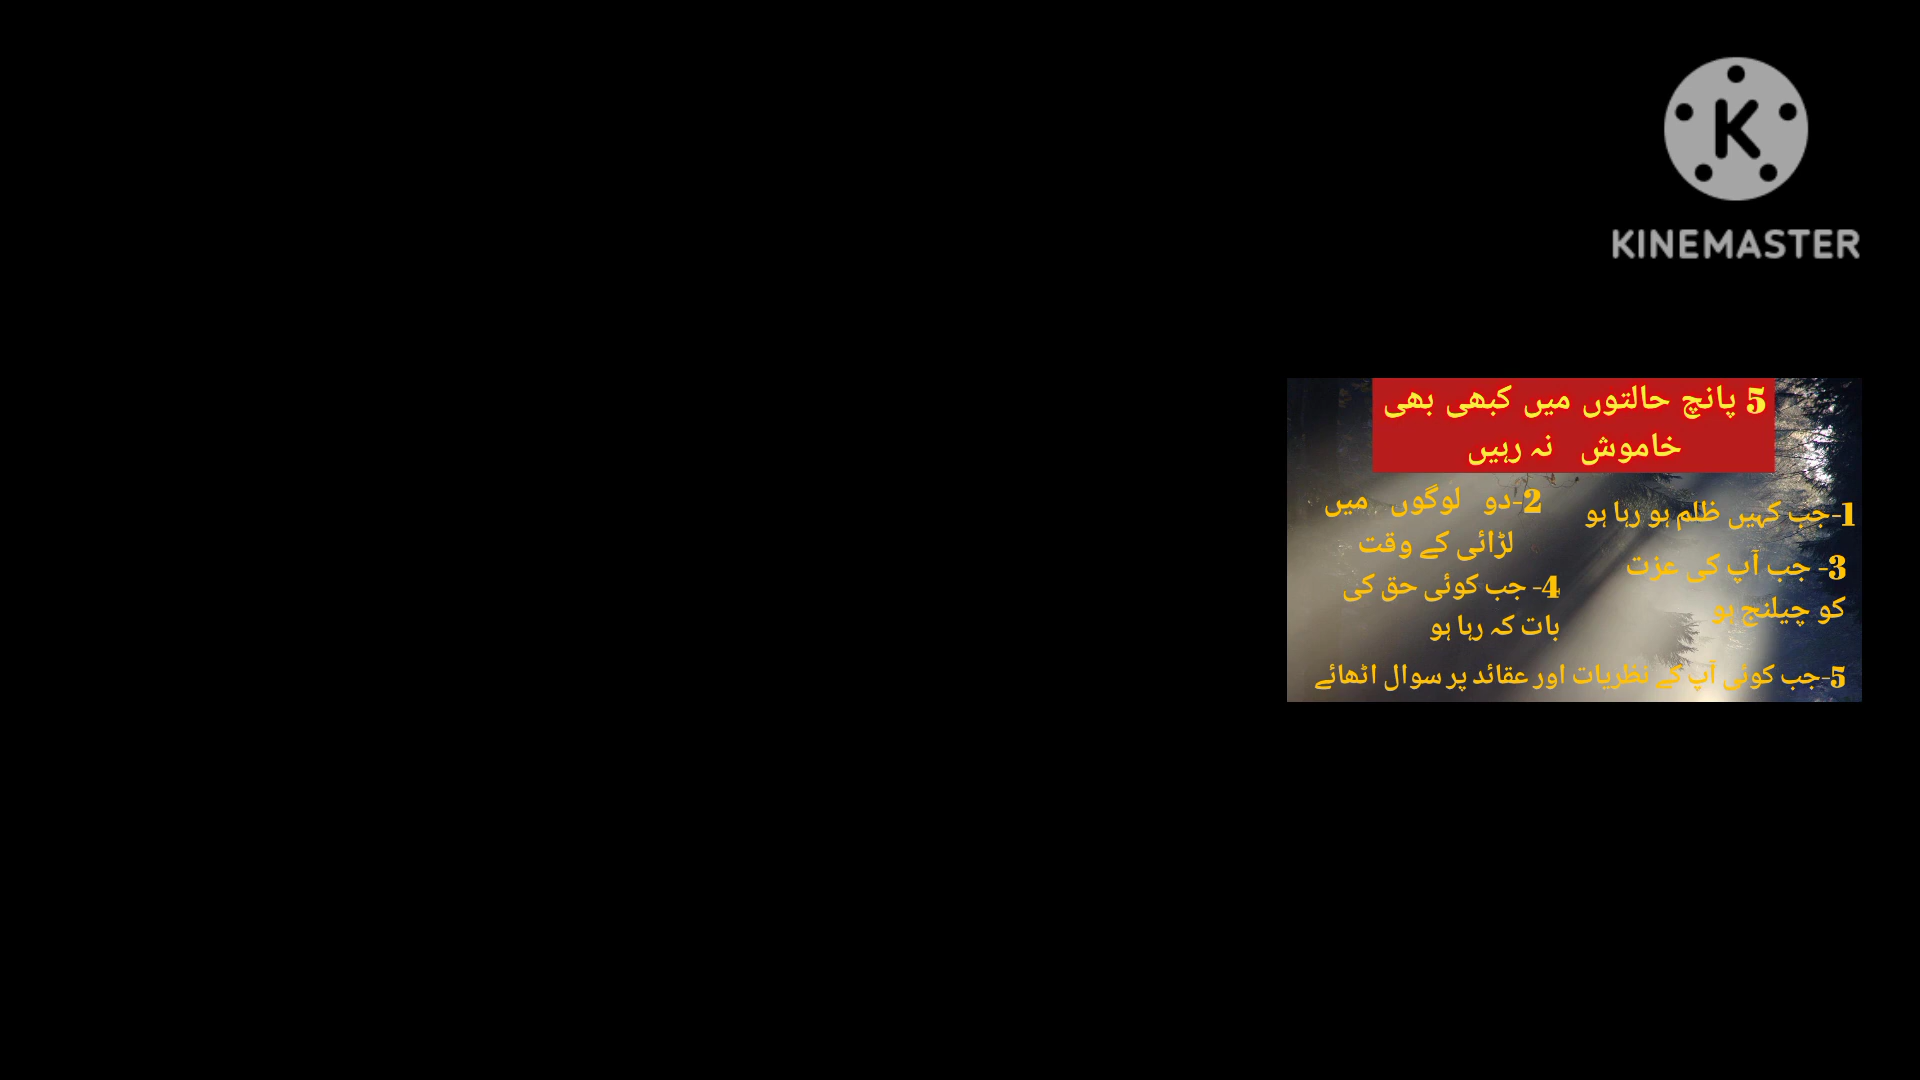 KINEMASTER
5 پانچ حالتوں میں کبھی بھی
خاموش نہ رہیں
1-جب کہیں ظلم ہو رہا ہو
2-دو لوگوں میں
لڑائی کے وقت
3- جب آپ کی عزت
کو چیلنج ہو
4- جب کوئی حق کی
بات کہ رہا ہو
5-جب کوئی آپ کے نظریات اور عقائد پر سوال اٹھائے